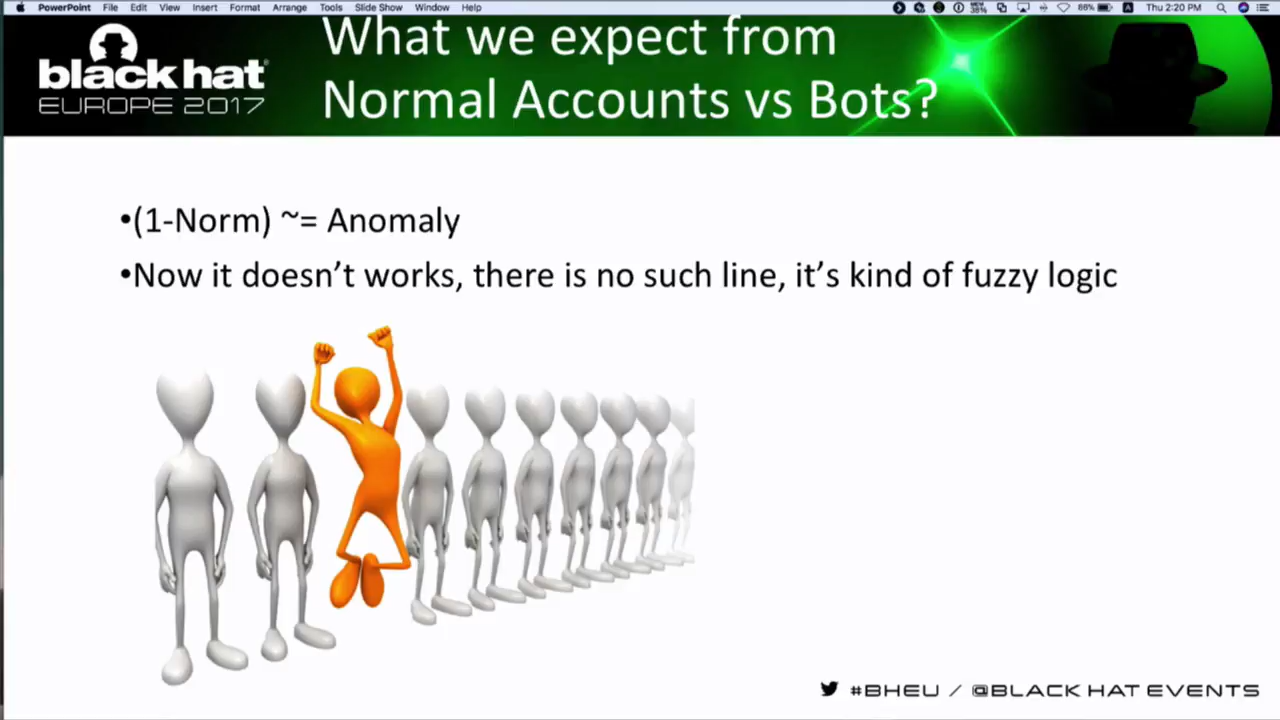 PowerPoint File Edit View Insert Format Arrange Tools Slide Show Window Help
86% Thu 2:20 PM
What we expect from
Normal Accounts vs Bots?
black hat®
EUROPE 2017
•(1-Norm) ~= Anomaly
•Now it doesn’t works, there is no such line, it’s kind of fuzzy logic
#BHEU / @BLACK HAT EVENTS